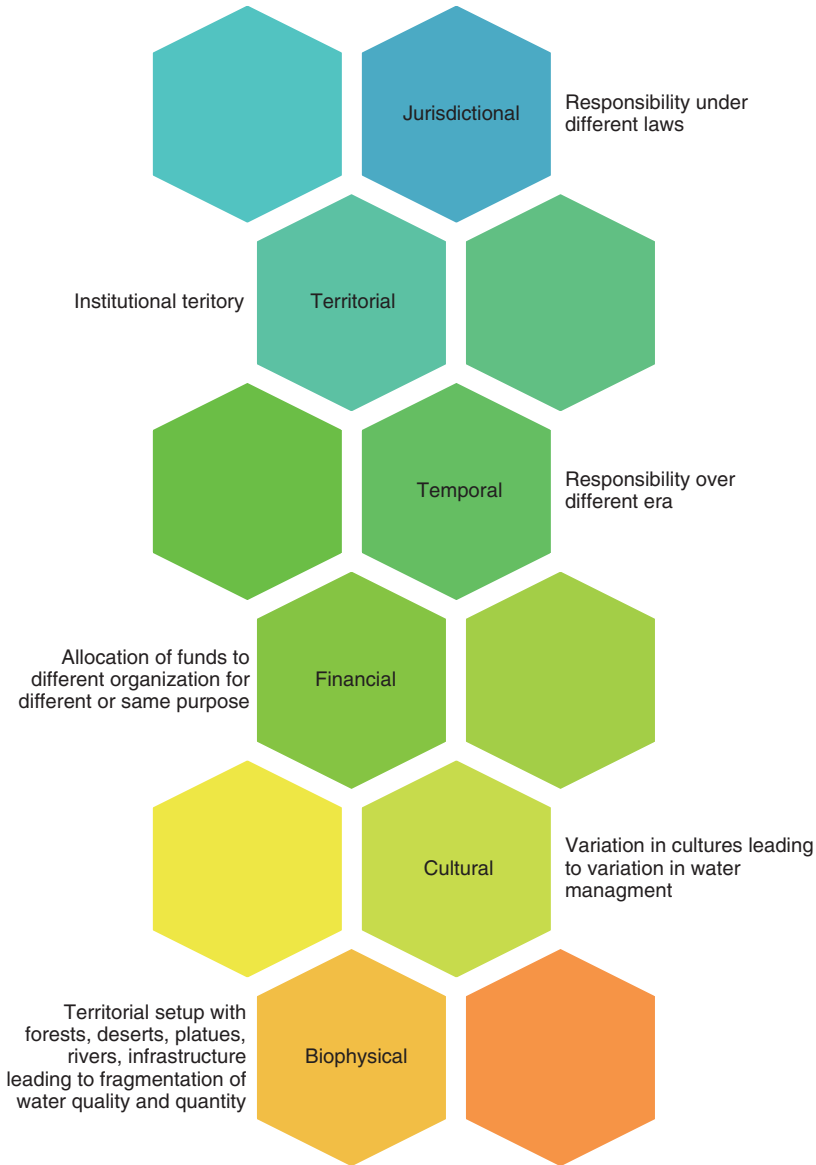 Jurisdictional
Responsibility under
different laws
Institutional teritory
Territorial
Temporal
Responsibility over
different era
Allocation of funds to
different organization for
different or same purpose
Financial
Cultural
Variation in cultures leading
to variation in water
managment
Territorial setup with
forests, deserts, platues,
rivers, infrastructure
leading to fragmentation of
water quality and quantity
Biophysical